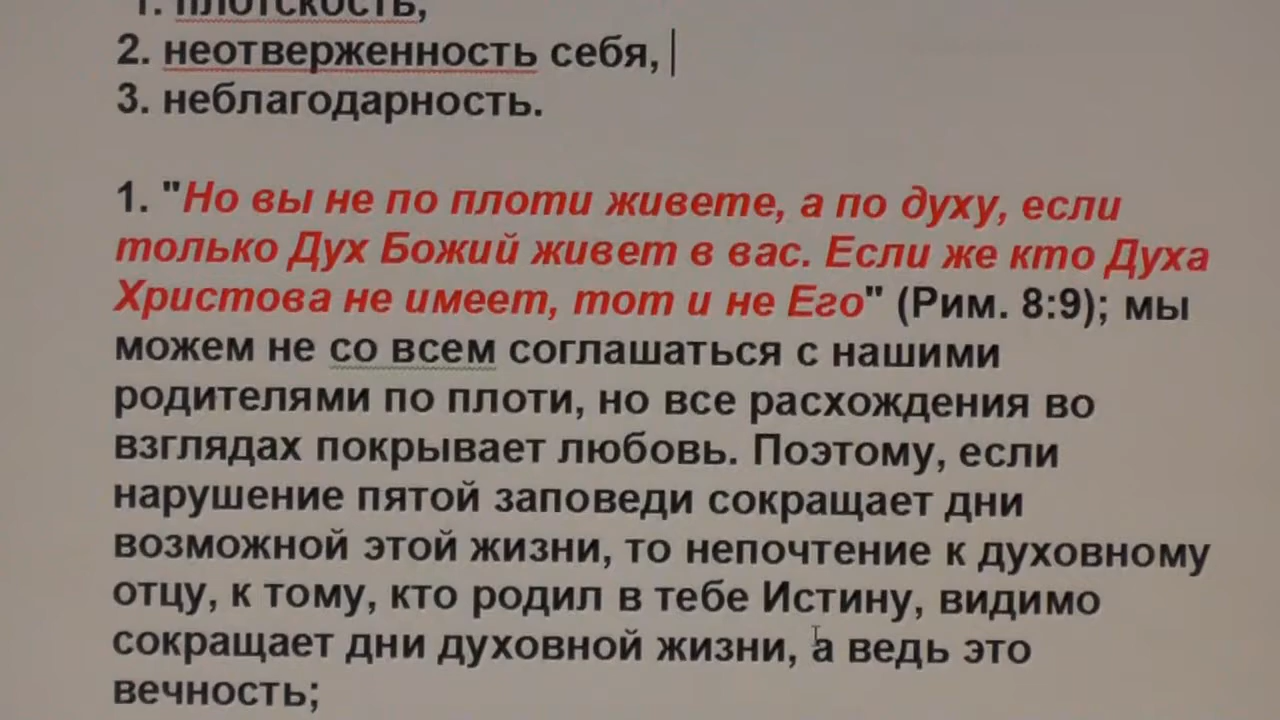 1. плотскость,
2. неотверженность себя,
3. неблагодарность.
1. "Но вы не по плоти живете, а по духу, если
только Дух Божий живет в вас. Если же кто Духа
Христова не имеет, тот и не Его" (Рим. 8:9); мы
можем не со всем соглашаться с нашими
родителями по плоти, но все расхождения во
взглядах покрывает любовь. Поэтому, если
нарушение пятой заповеди сокращает дни
возможной этой жизни, то непочтение к духовному
отцу, к тому, кто родил в тебе Истину, видимо
сокращает дни духовной жизни, а ведь это
вечность;